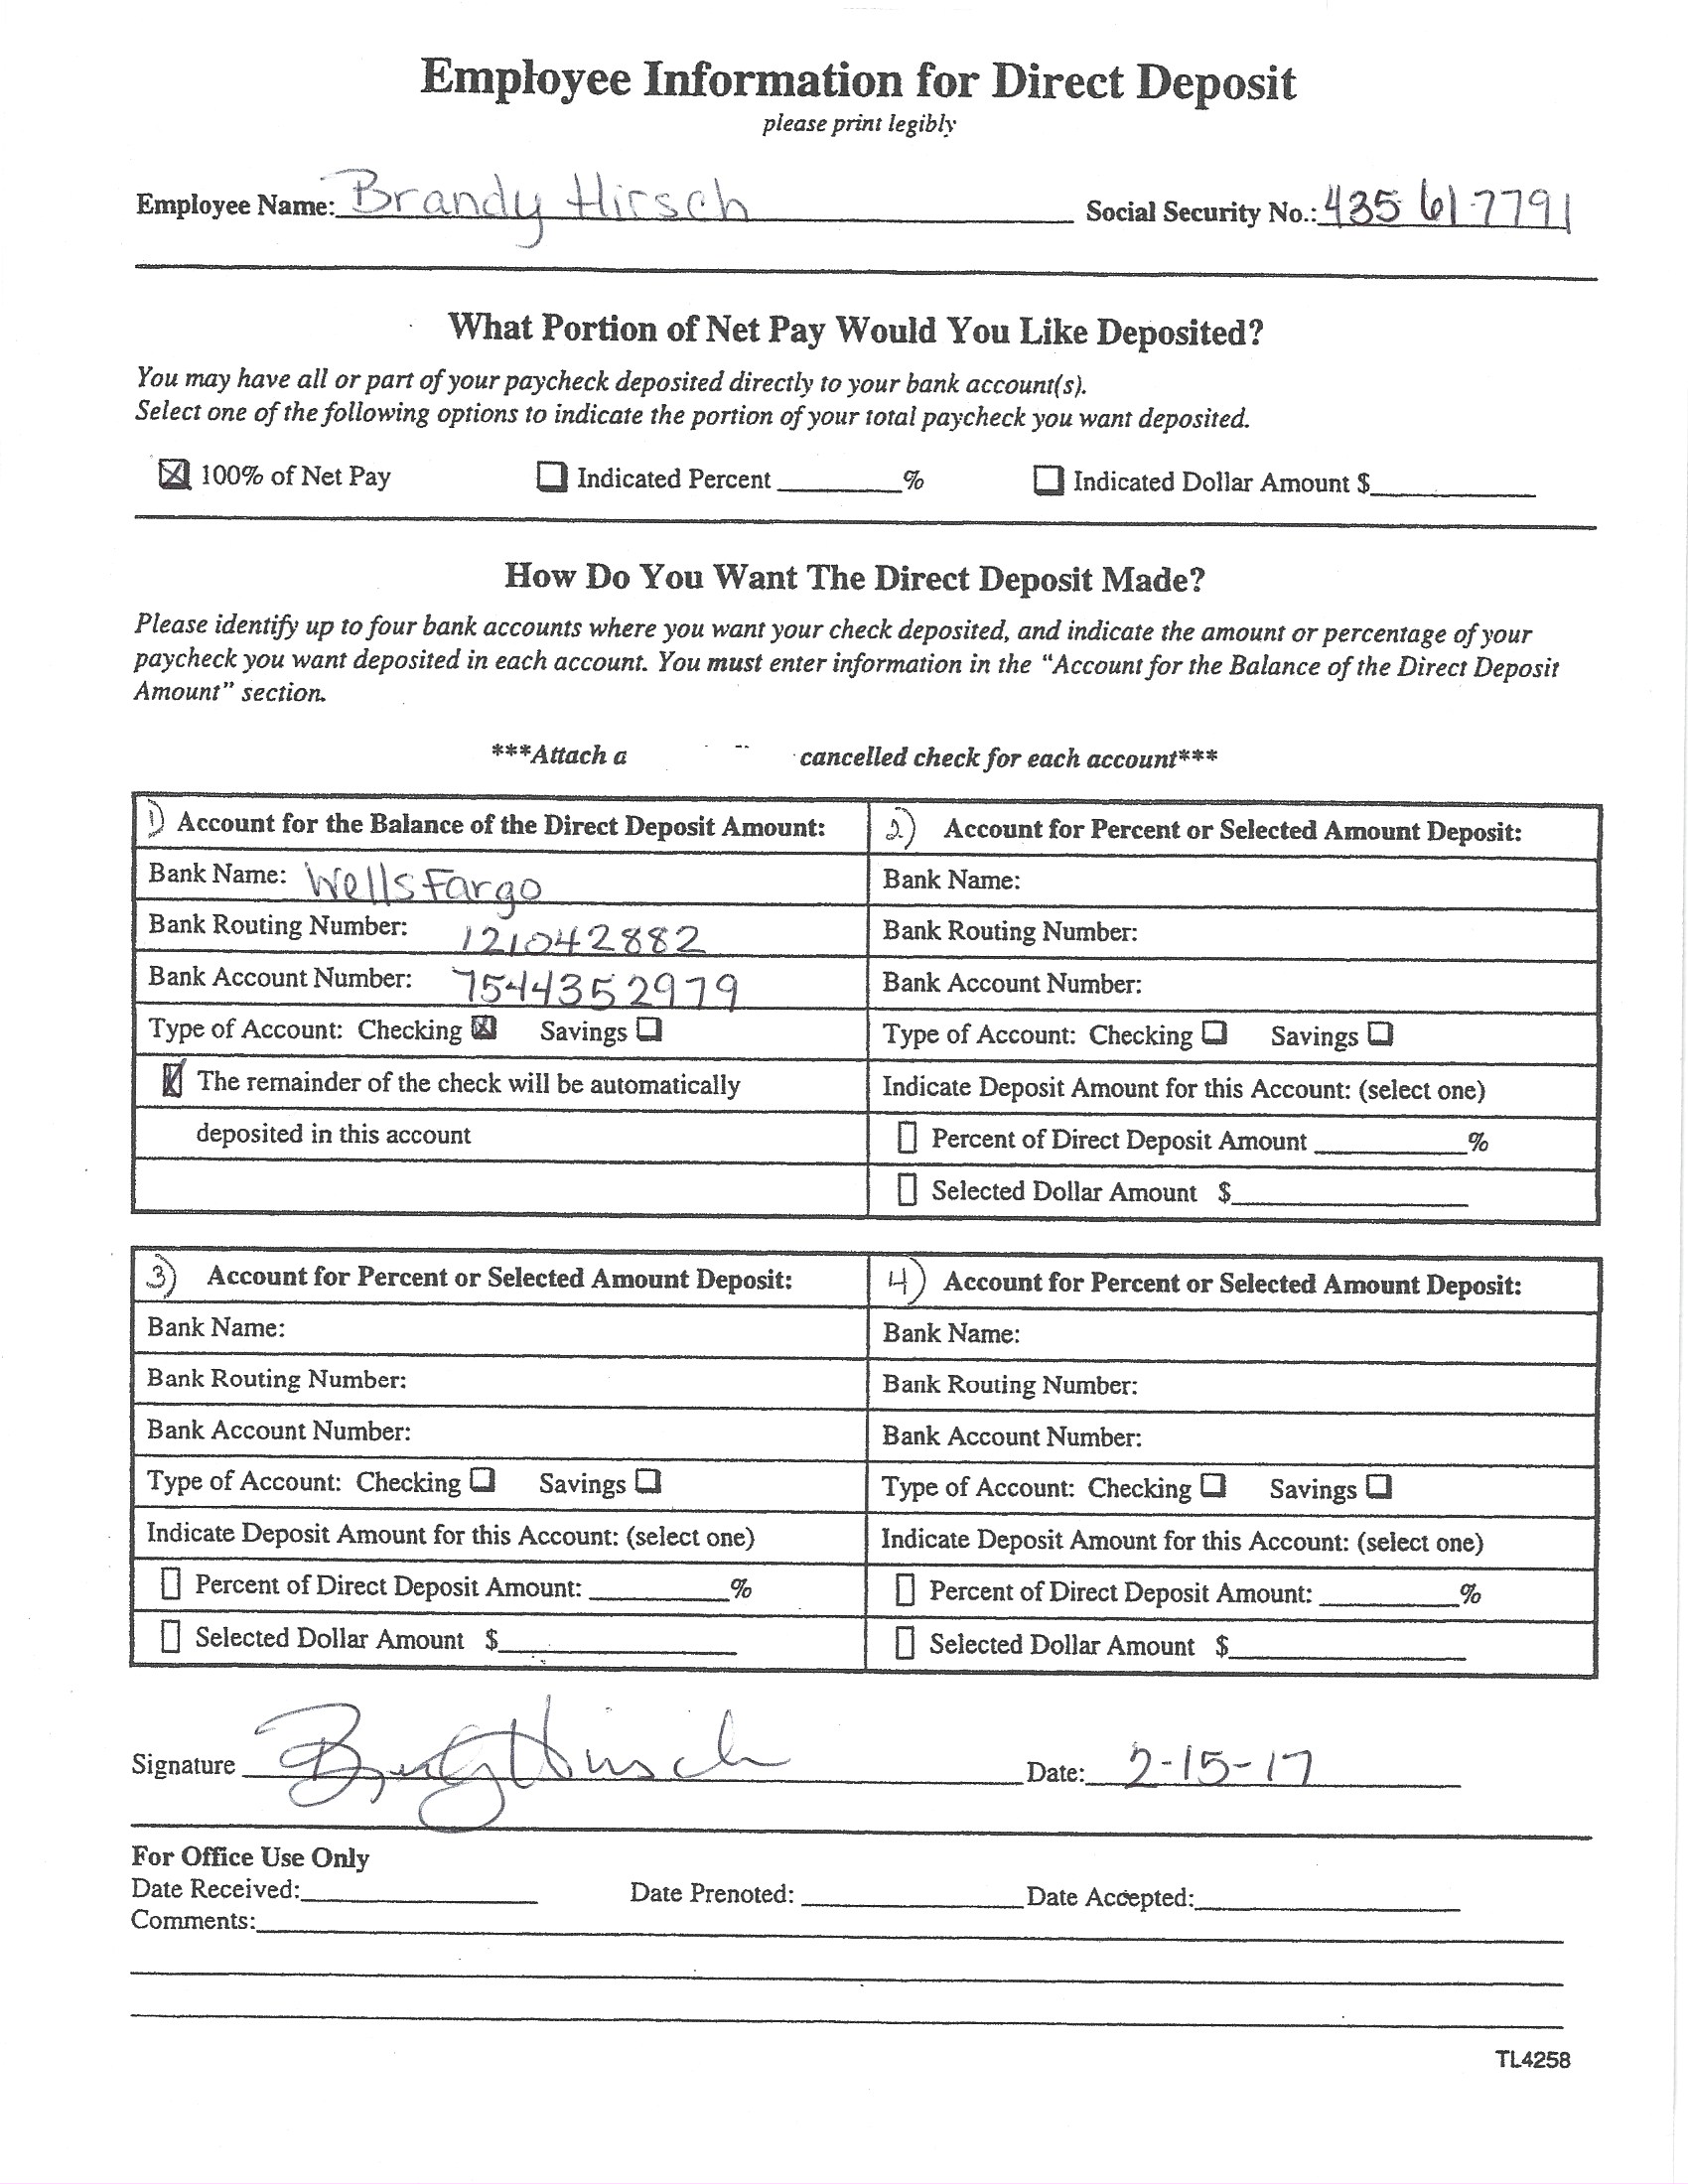 Employee Information for Direct Deposit
please print legibly
Employee Name: Brandy Hirsch Social Security No.: 435 61 7791
What Portion of Net Pay Would You Like Deposited?
You may have all or part of your paycheck deposited directly to your bank account(s).
Select one of the following options to indicate the portion of your total paycheck you want deposited.
100% of Net Pay Indicated Percent % Indicated Dollar Amount $
How Do You Want The Direct Deposit Made?
Please identify up to four bank accounts where you want your check deposited, and indicate the amount or percentage of your
paycheck you want deposited in each account. You must enter information in the “Account for the Balance of the Direct Deposit
Amount” section.
***Attach a cancelled check for each account***
1) Account for the Balance of the Direct Deposit Amount:
Bank Name: Wells Fargo
Bank Routing Number: 121042882
Bank Account Number: 7544352979
Type of Account: Checking Savings
The remainder of the check will be automatically
deposited in this account
2.) Account for Percent or Selected Amount Deposit:
Bank Name:
Bank Routing Number:
Bank Account Number:
Type of Account: Checking Savings
Indicate Deposit Amount for this Account: (select one)
Percent of Direct Deposit Amount %
Selected Dollar Amount $
3) Account for Percent or Selected Amount Deposit:
Bank Name:
Bank Routing Number:
Bank Account Number:
Type of Account: Checking Savings
Indicate Deposit Amount for this Account: (select one)
Percent of Direct Deposit Amount: %
Selected Dollar Amount $
4) Account for Percent or Selected Amount Deposit:
Bank Name:
Bank Routing Number:
Bank Account Number:
Type of Account: Checking Savings
Indicate Deposit Amount for this Account: (select one)
Percent of Direct Deposit Amount: %
Selected Dollar Amount $
Signature Brandy Hirsch Date: 2-15-17
For Office Use Only
Date Received: Date Prenoted: Date Accepted:
Comments:
TL4258